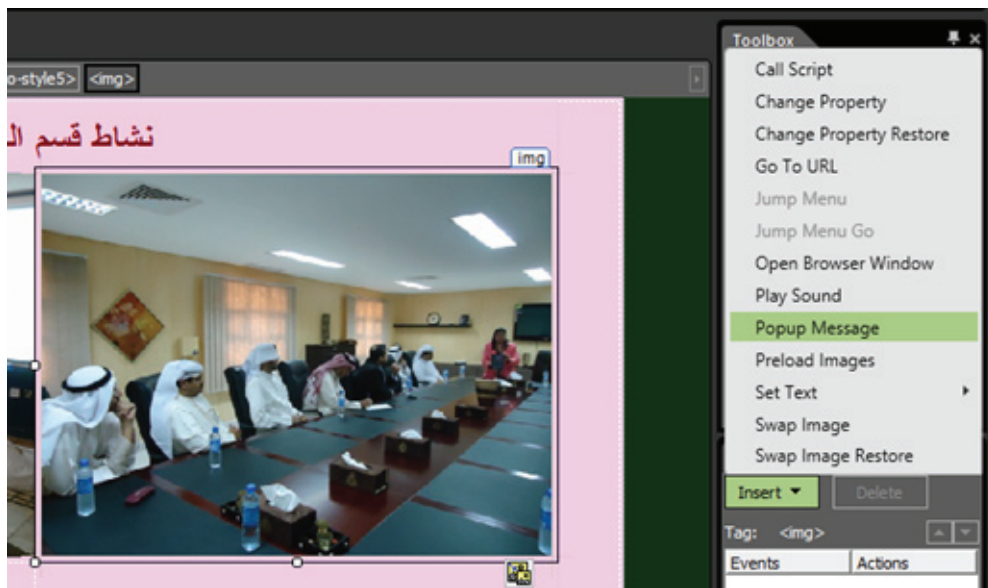 Toolbox
<img>
نشاط قسم
img
Call Script
Change Property
Change Property Restore
Go To URL
Jump Menu
Jump Menu Go
Open Browser Window
Play Sound
Popup Message
Preload Images
Set Text
Swap Image
Swap Image Restore
Insert
Delete
Tag: <img>
Events Actions